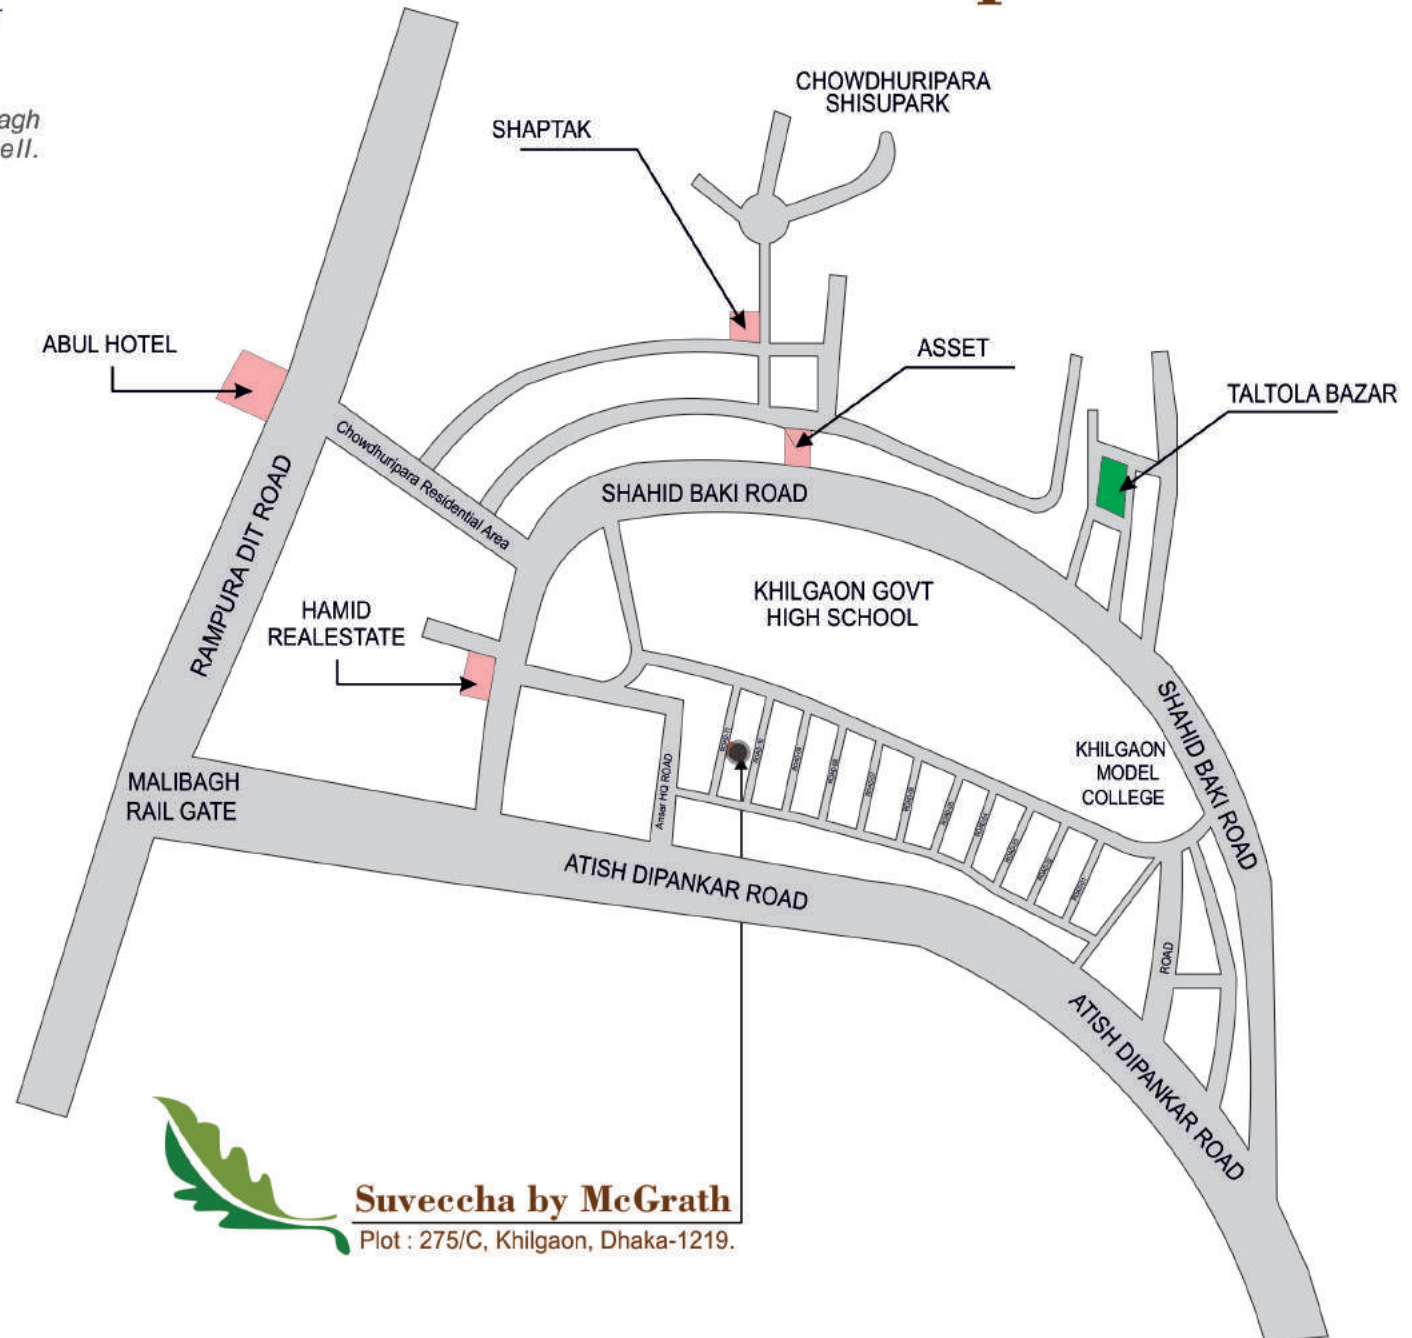 agh
ell.
CHOWDHURIPARA
SHISUPARK
SHAPTAK
ABUL HOTEL
ASSET
TALTOLA BAZAR
Chowdhuripara Residential Area
SHAHID BAKI ROAD
RAMPURA DIT ROAD
KHILGAON GOVT
HIGH SCHOOL
HAMID
REALESTATE
SHAHID BAKI ROAD
KHILGAON
MODEL
COLLEGE
MALIBAGH
RAIL GATE
Ansar HQ ROAD
ATISH DIPANKAR ROAD
ROAD
ATISH DIPANKAR ROAD
Suveccha by McGrath
Plot : 275/C, Khilgaon, Dhaka-1219.